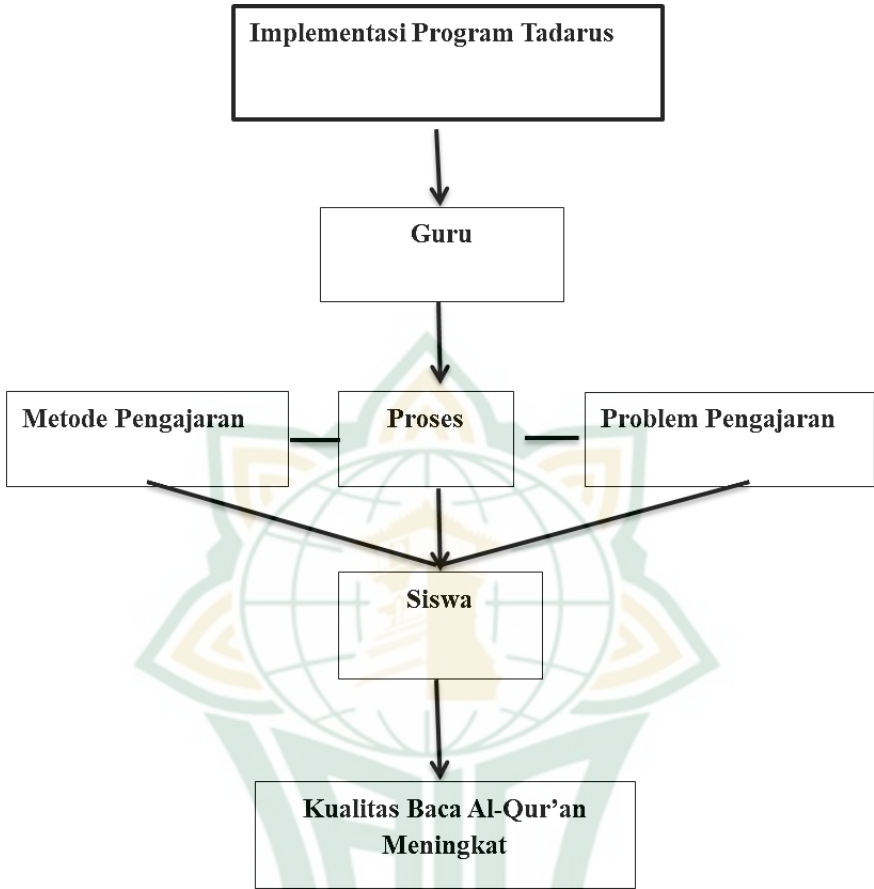 Implementasi Program Tadarus
Guru
Metode Pengajaran
Proses
Problem Pengajaran
Siswa
Kualitas Baca Al-Qur’an
Meningkat